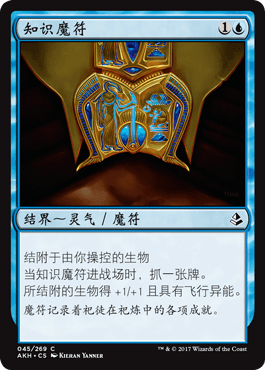 知识魔符 1
结界～灵气 / 魔符
结附于由你操控的生物
当知识魔符进战场时，抓一张牌。
所结附的生物得 +1/+1 且具有飞行异能。
魔符记录着祀徒在祀炼中的各项成就。
045/269 C
AKH • CS KIERAN YANNER
™ & © 2017 Wizards of the Coast